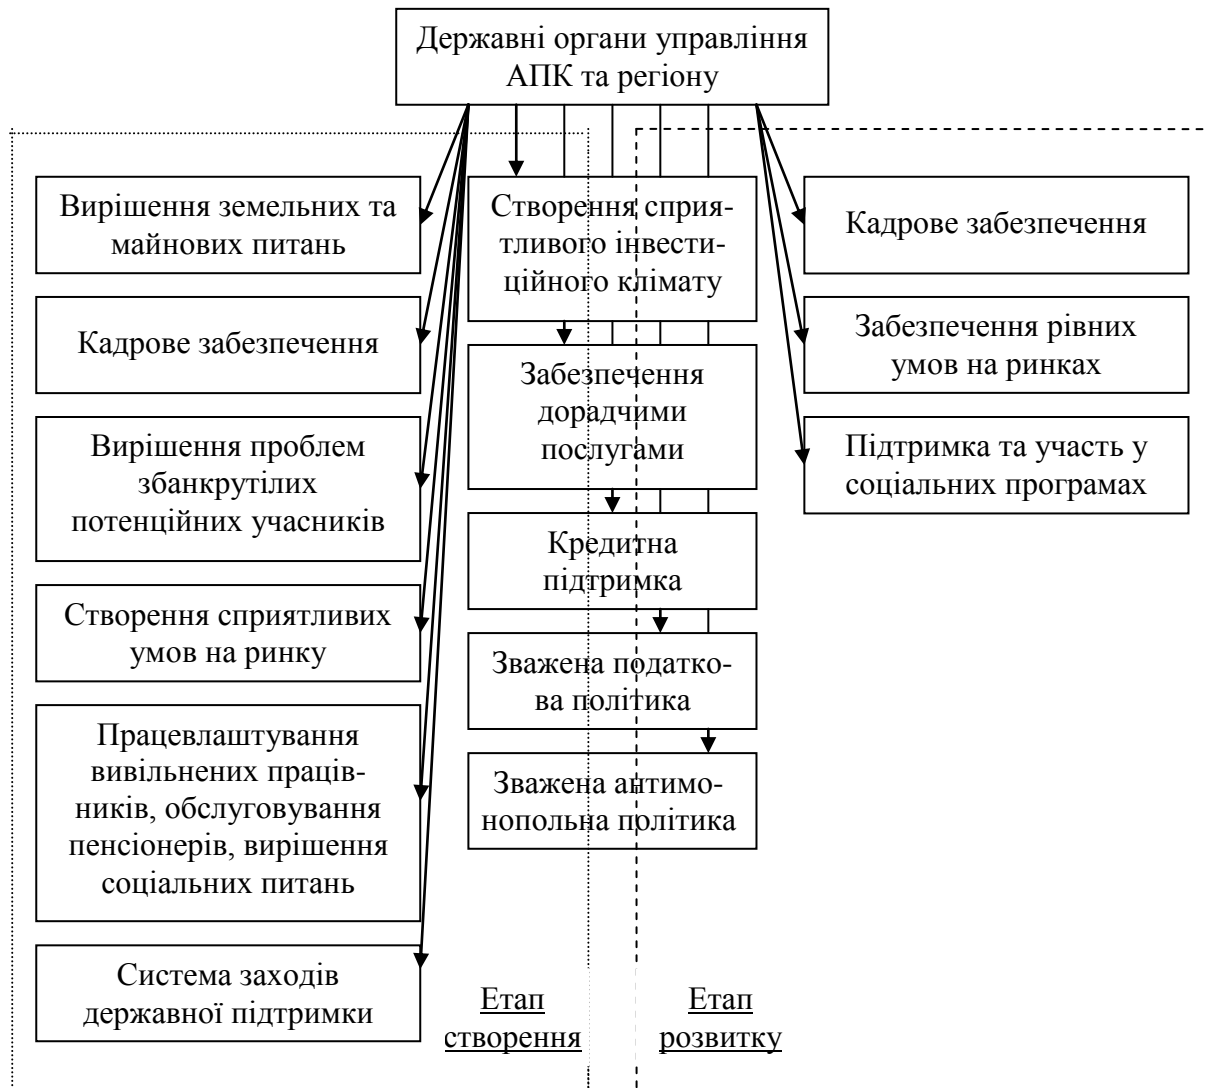 Державні органи управління
АПК та регіону
Вирішення земельних та
майнових питань
Кадрове забезпечення
Вирішення проблем
збанкрутілих
потенційних учасників
Створення сприятливих
умов на ринку
Працевлаштування
вивільнених праців-
ників, обслуговування
пенсіонерів, вирішення
соціальних питань
Система заходів
державної підтримки
Створення сприя-
тливого інвести-
ційного клімату
Забезпечення
дорадчими
послугами
Кредитна
підтримка
Зважена податко-
ва політика
Зважена антимо-
нопольна політика
Кадрове забезпечення
Забезпечення рівних
умов на ринках
Підтримка та участь у
соціальних програмах
Етап
створення
Етап
розвитку